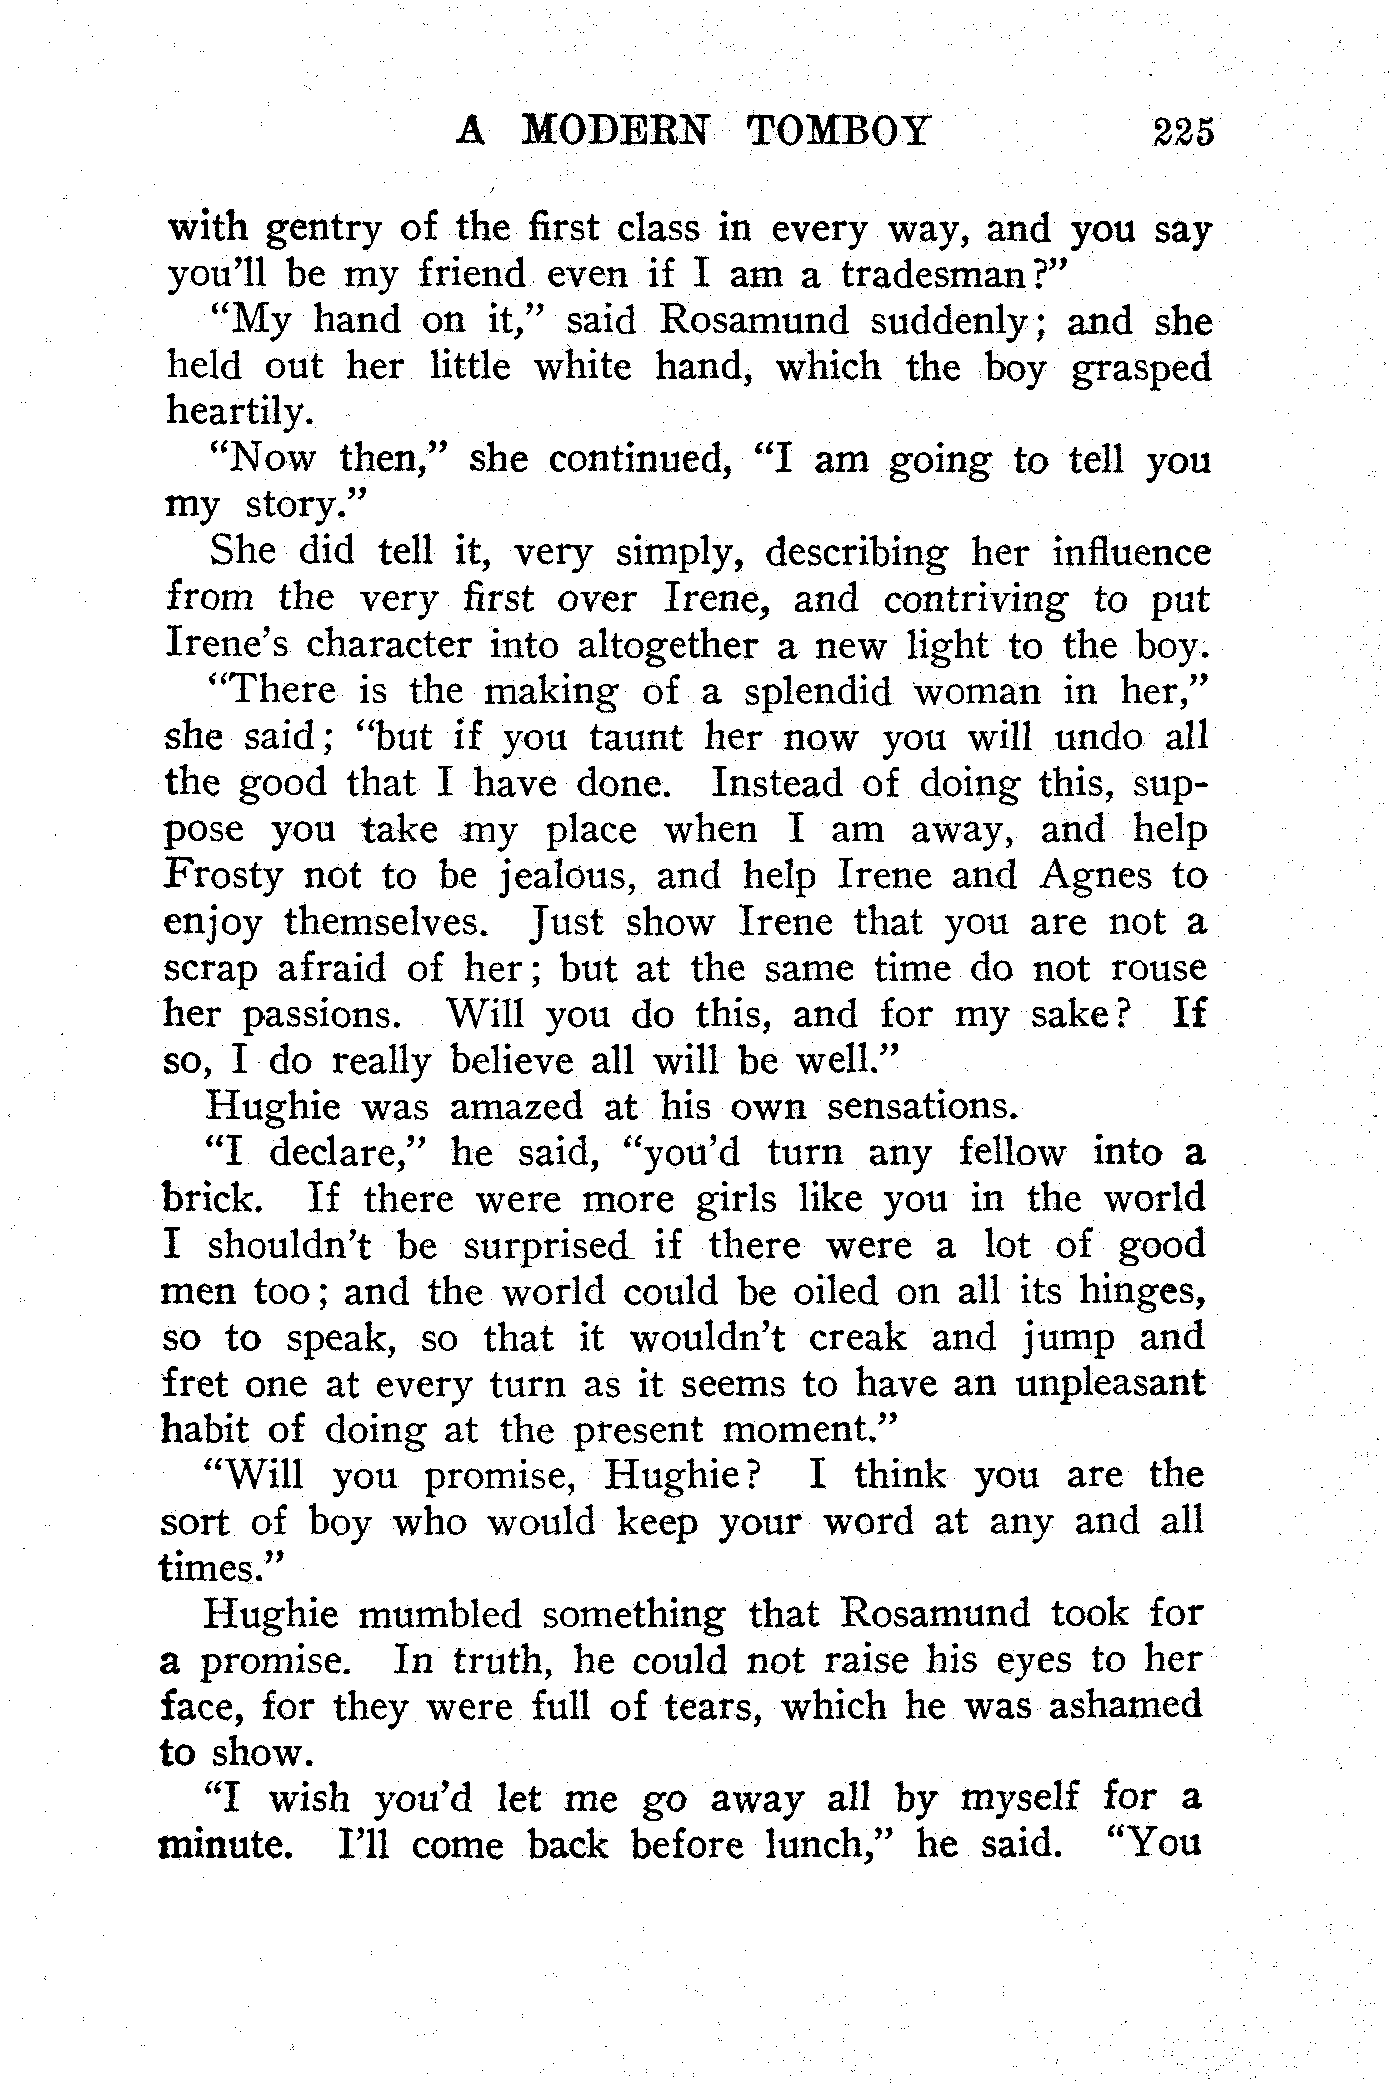 A MODERN TOMBOY 225
with gentry of the first class in every way, and you say
you'll be my friend even if I am a tradesman?"
"My hand on it," said Rosamund suddenly; and she
held out her little white hand, which the boy grasped
heartily.
"Now then," she continued, "I am going to tell you
my story."
She did tell it, very simply, describing her influence
from the very first over Irene, and contriving to put
Irene's character into altogether a new light to the boy.
"There is the making of a splendid woman in her,"
she said; "but if you taunt her now you will undo all
the good that I have done. Instead of doing this, sup-
pose you take my place when I am away, and help
Frosty not to be jealous, and help Irene and Agnes to
enjoy themselves. Just show Irene that you are not a
scrap afraid of her; but at the same time do not rouse
her passions. Will you do this, and for my sake? If
so, I do really believe all will be well."
Hughie was amazed at his own sensations.
"I declare," he said, "you'd turn any fellow into a
brick. If there were more girls like you in the world
I shouldn't be surprised if there were a lot of good
men too; and the world could be oiled on all its hinges,
so to speak, so that it wouldn't creak and jump and
fret one at every turn as it seems to have an unpleasant
habit of doing at the present moment."
"Will you promise, Hughie? I think you are the
sort of boy who would keep your word at any and all
times."
Hughie mumbled something that Rosamund took for
a promise. In truth, he could not raise his eyes to her
face, for they were full of tears, which he was ashamed
to show.
"I wish you'd let me go away all by myself for a
minute. I'll come back before lunch," he said. "You